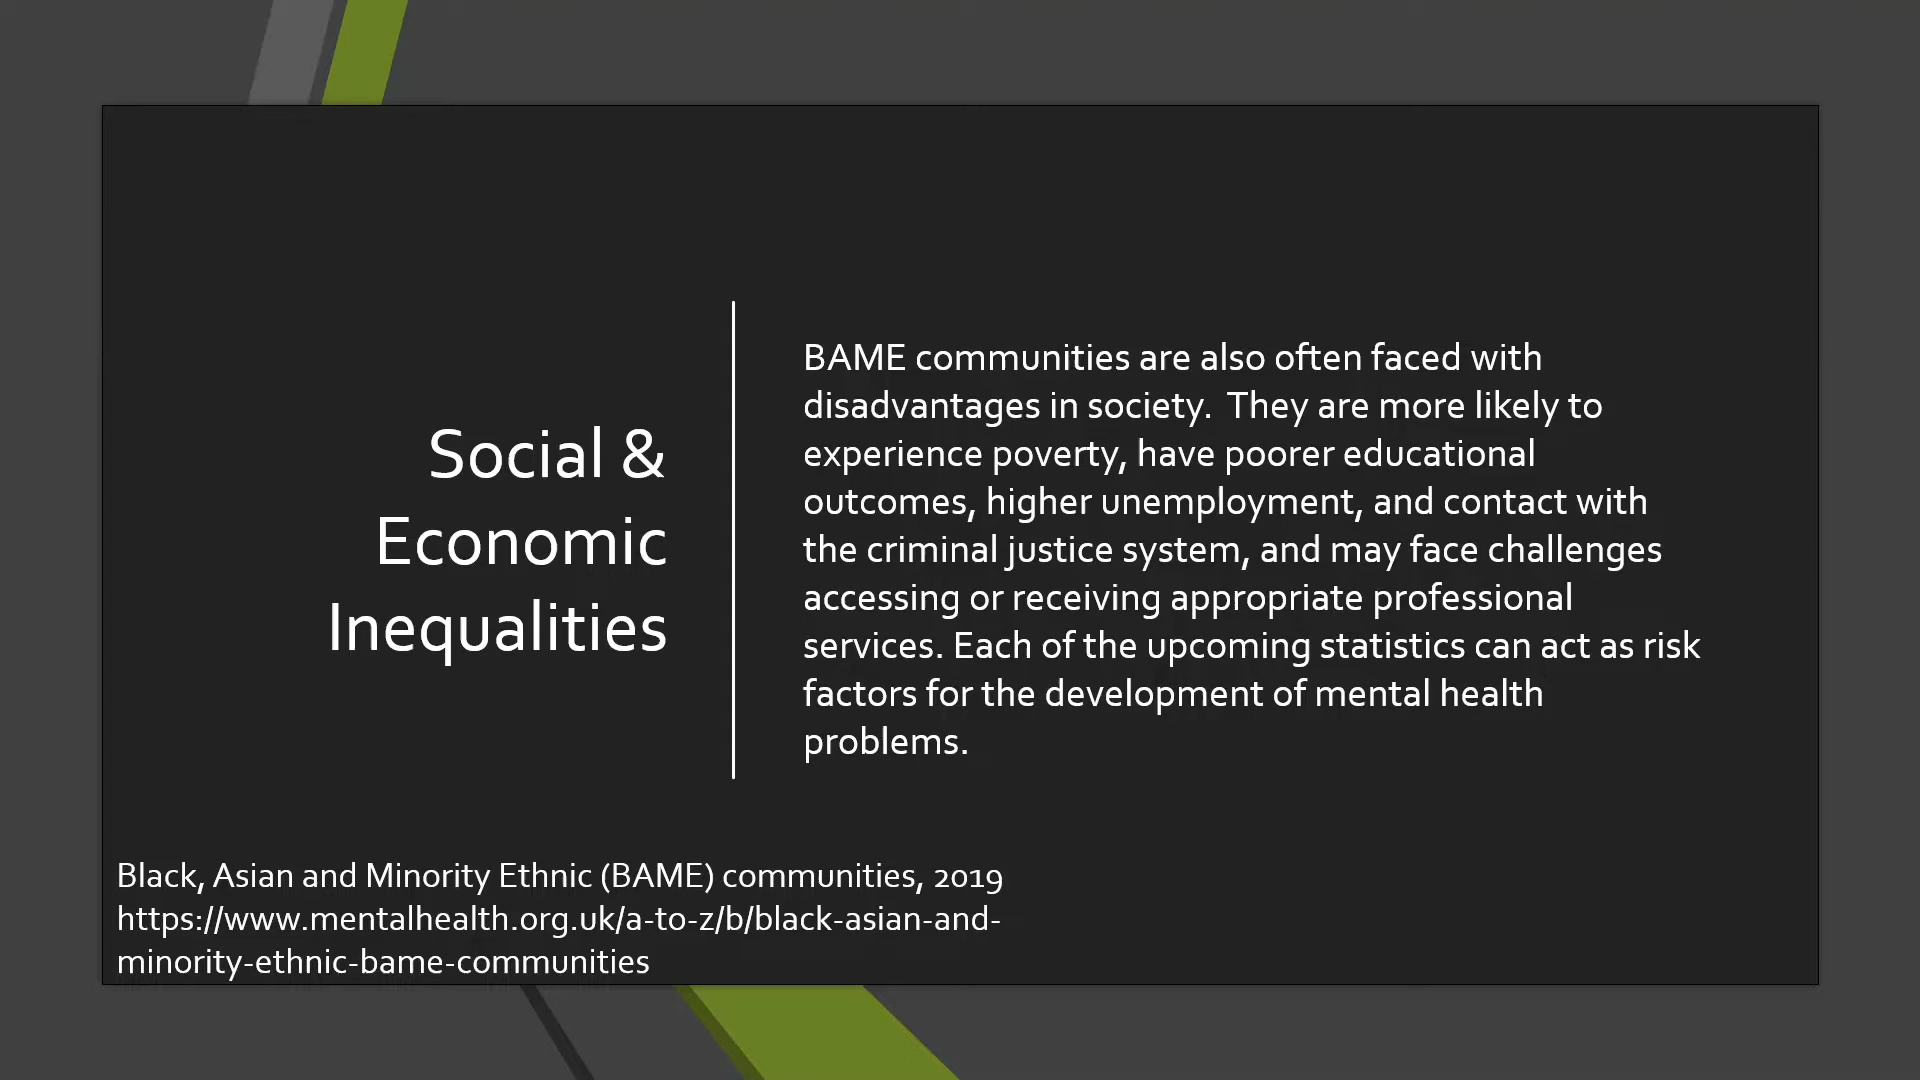 Social &
Economic
Inequalities
BAME communities are also often faced with
disadvantages in society.  They are more likely to
experience poverty, have poorer educational
outcomes, higher unemployment, and contact with
the criminal justice system, and may face challenges
accessing or receiving appropriate professional
services. Each of the upcoming statistics can act as risk
factors for the development of mental health
problems.
Black, Asian and Minority Ethnic (BAME) communities, 2019
https://www.mentalhealth.org.uk/a-to-z/b/black-asian-and-
minority-ethnic-bame-communities